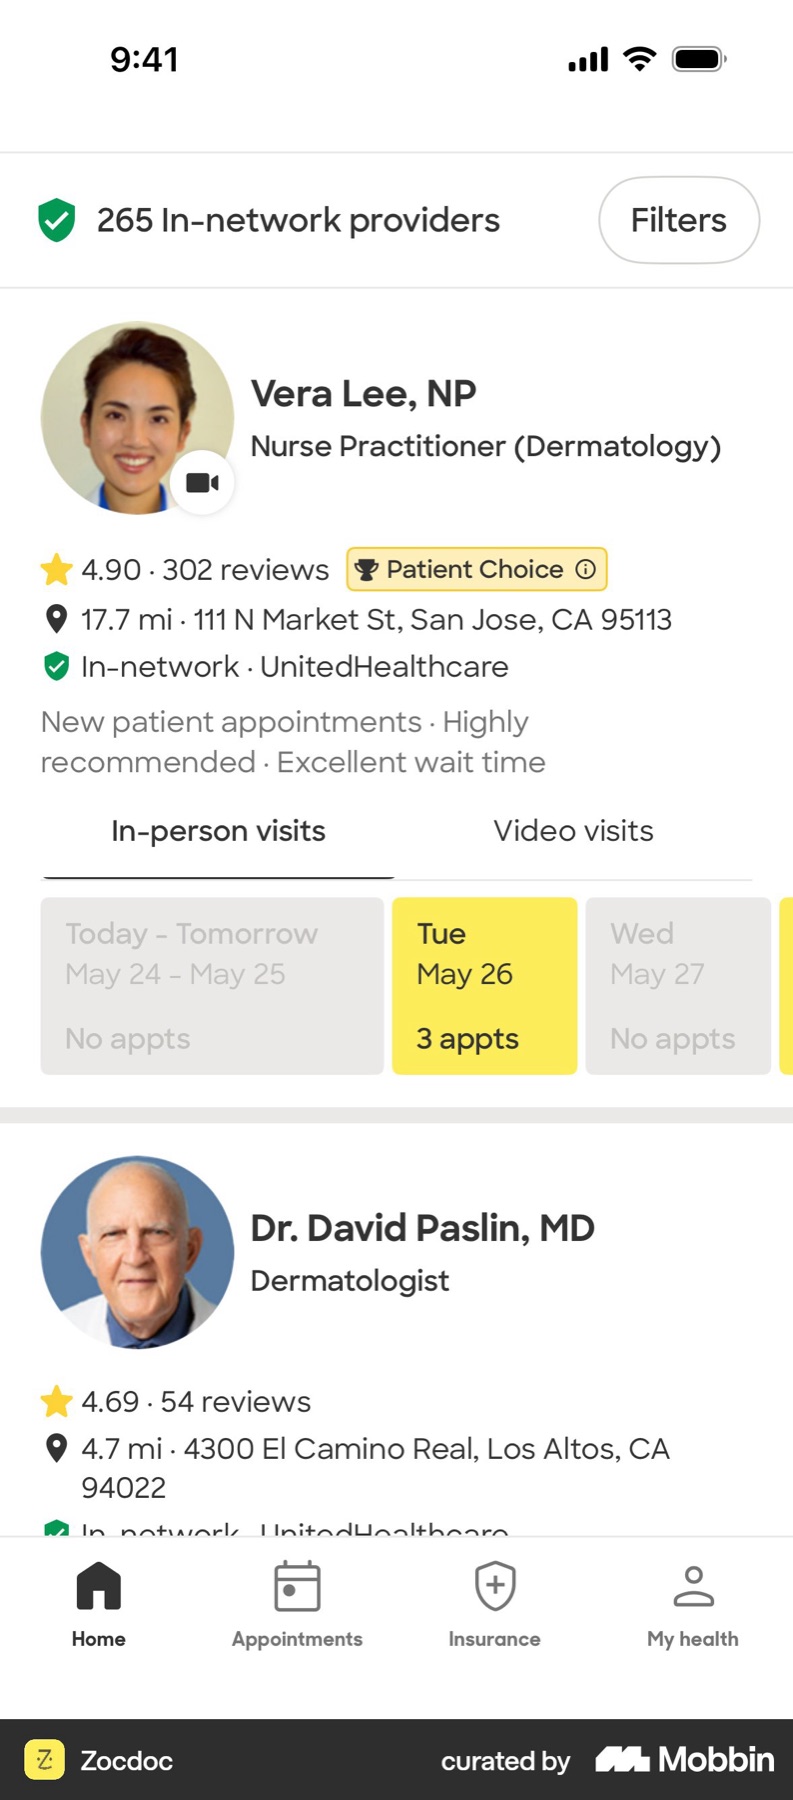 9:41
265 In-network providers
Filters
Vera Lee, NP
Nurse Practitioner (Dermatology)
4.90 · 302 reviews
Patient Choice
17.7 mi · 111 N Market St, San Jose, CA 95113
In-network · UnitedHealthcare
New patient appointments · Highly
recommended · Excellent wait time
In-person visits
Video visits
Today - Tomorrow
May 24 - May 25
No appts
Tue
May 26
3 appts
Wed
May 27
No appts
Dr. David Paslin, MD
Dermatologist
4.69 · 54 reviews
4.7 mi · 4300 El Camino Real, Los Altos, CA
94022
In-network · UnitedHealthcare
Home
Appointments
Insurance
My health
Zocdoc
curated by
Mobbin